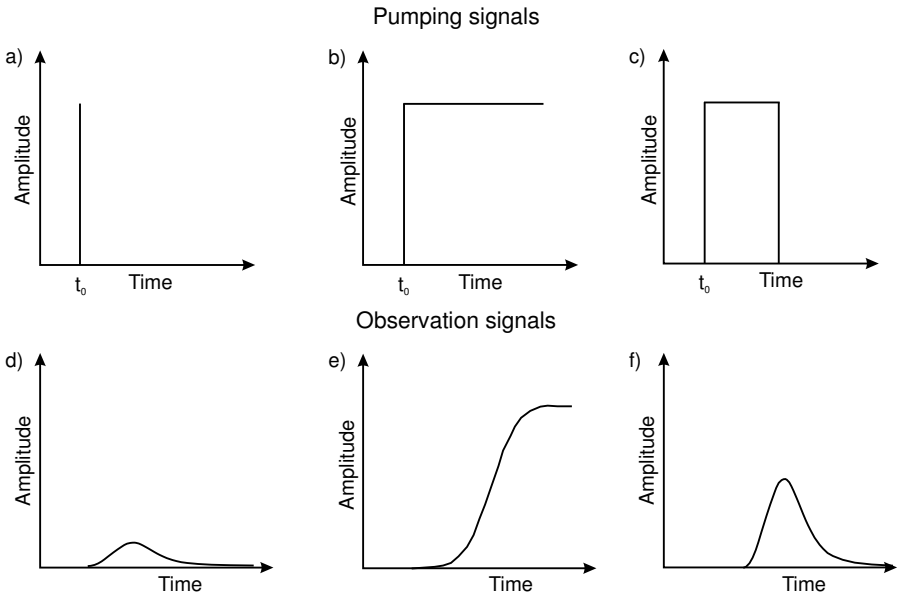 Pumping signals
a)
Amplitude
t₀
Time
b)
Amplitude
t₀
Time
c)
Amplitude
t₀
Time
Observation signals
d)
Amplitude
Time
e)
Amplitude
Time
f)
Amplitude
Time